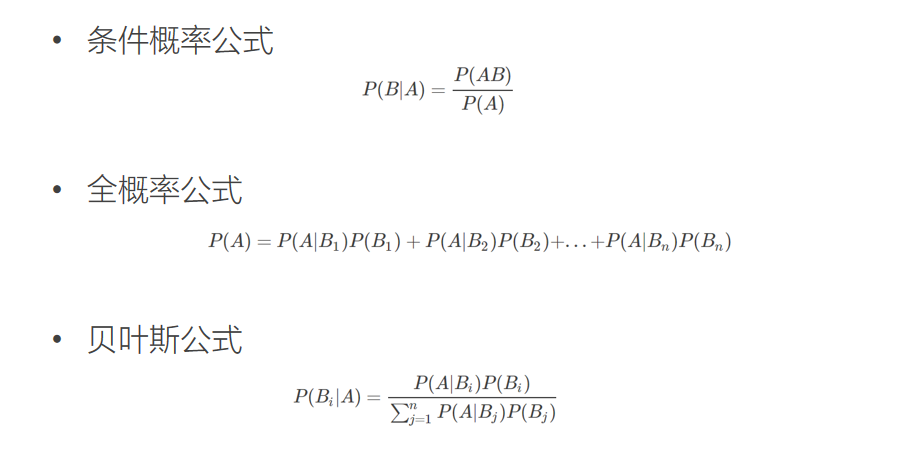 • 条件概率公式
P(B|A) = P(AB) / P(A)
• 全概率公式
P(A) = P(A|B₁)P(B₁) + P(A|B₂)P(B₂)+…+P(A|Bₙ)P(Bₙ)
• 贝叶斯公式
P(Bᵢ|A) = P(A|Bᵢ)P(Bᵢ) / ∑ⁿⱼ₌₁ P(A|Bⱼ)P(Bⱼ)